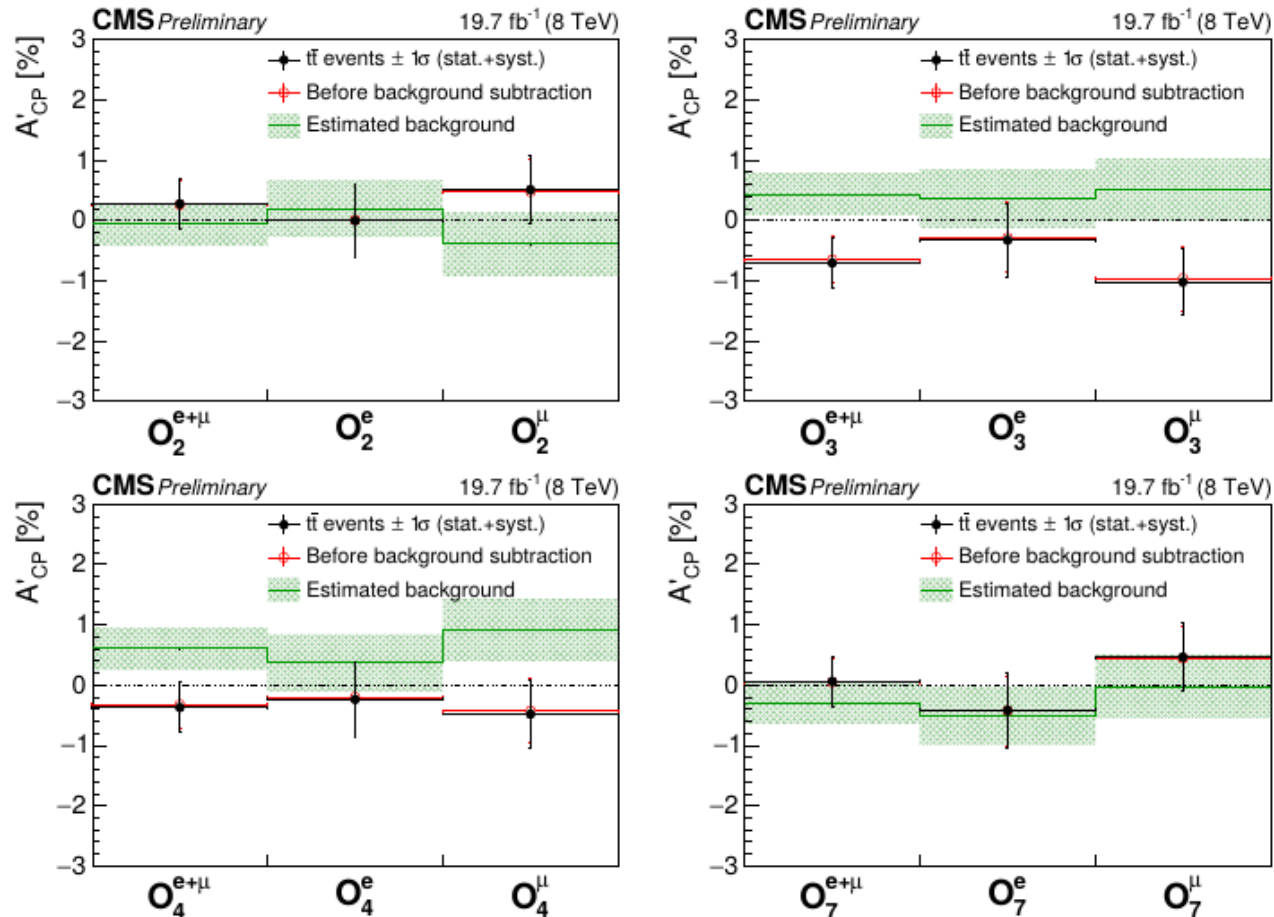 CMS Preliminary 19.7 fb⁻¹ (8 TeV)
A'CP [%]
tt̄ events ± 1σ (stat.+syst.)
Before background subtraction
Estimated background
3
2
1
0
−1
−2
−3
O₂^e+μ O₂^e O₂^μ
CMS Preliminary 19.7 fb⁻¹ (8 TeV)
A'CP [%]
tt̄ events ± 1σ (stat.+syst.)
Before background subtraction
Estimated background
3
2
1
0
−1
−2
−3
O₃^e+μ O₃^e O₃^μ
CMS Preliminary 19.7 fb⁻¹ (8 TeV)
A'CP [%]
tt̄ events ± 1σ (stat.+syst.)
Before background subtraction
Estimated background
3
2
1
0
−1
−2
−3
O₄^e+μ O₄^e O₄^μ
CMS Preliminary 19.7 fb⁻¹ (8 TeV)
A'CP [%]
tt̄ events ± 1σ (stat.+syst.)
Before background subtraction
Estimated background
3
2
1
0
−1
−2
−3
O₇^e+μ O₇^e O₇^μ